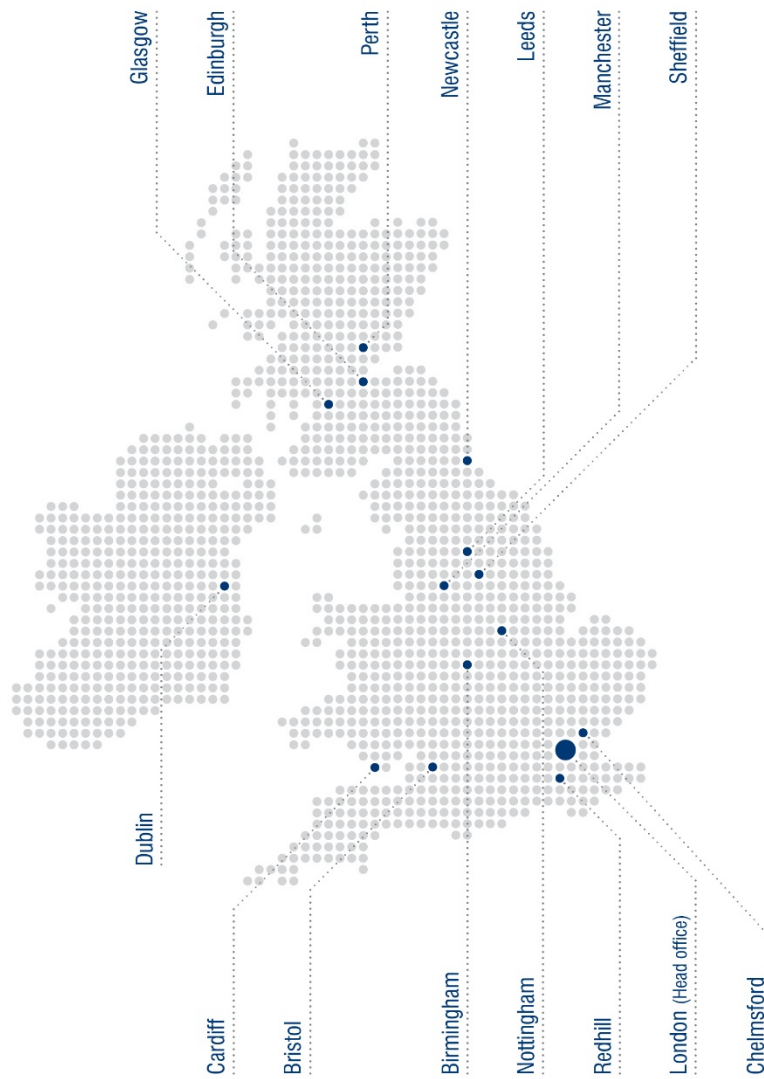 Glasgow
Edinburgh
Perth
Newcastle
Leeds
Manchester
Sheffield
Dublin
Cardiff
Bristol
Birmingham
Nottingham
Redhill
London (Head office)
Chelmsford